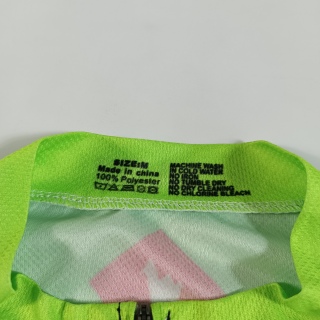 SIZE:M
Made in china
100% Polyester
MACHINE WASH
IN COLD WATER
NO IRON
TUMBLE DRY
NO DRY CLEANING
NO CHLORINE BLEACH